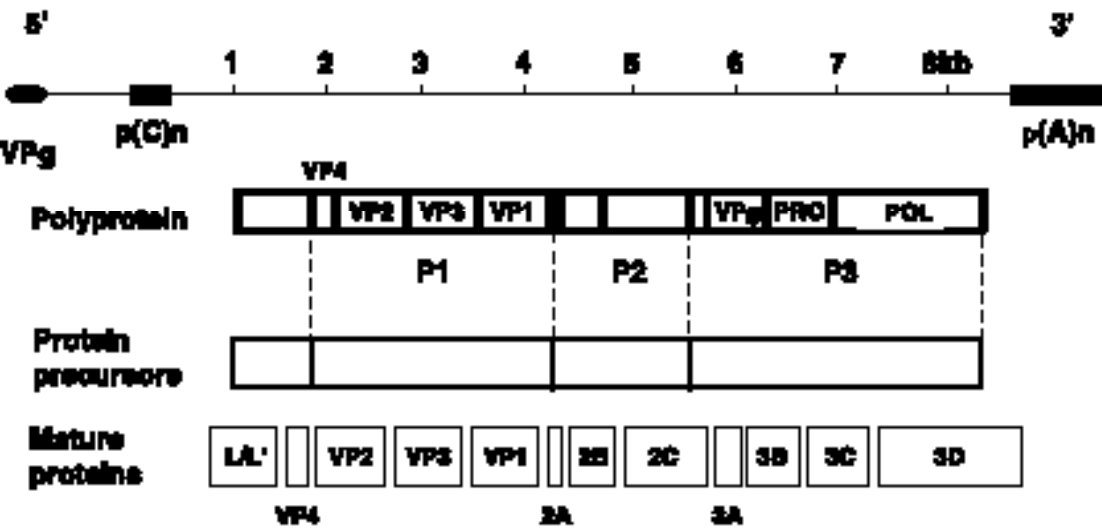 5' 3'
1 2 3 4 5 6 7 8kb
VPg p(C)n p(A)n
VP4
Polyprotein VP2 VP3 VP1 VPg PRO POL
P1 P2 P3
Protein
precursors
Mature
proteins
L/L' VP2 VP3 VP1 2B 2C 3B 3C 3D
VP4 2A 3A